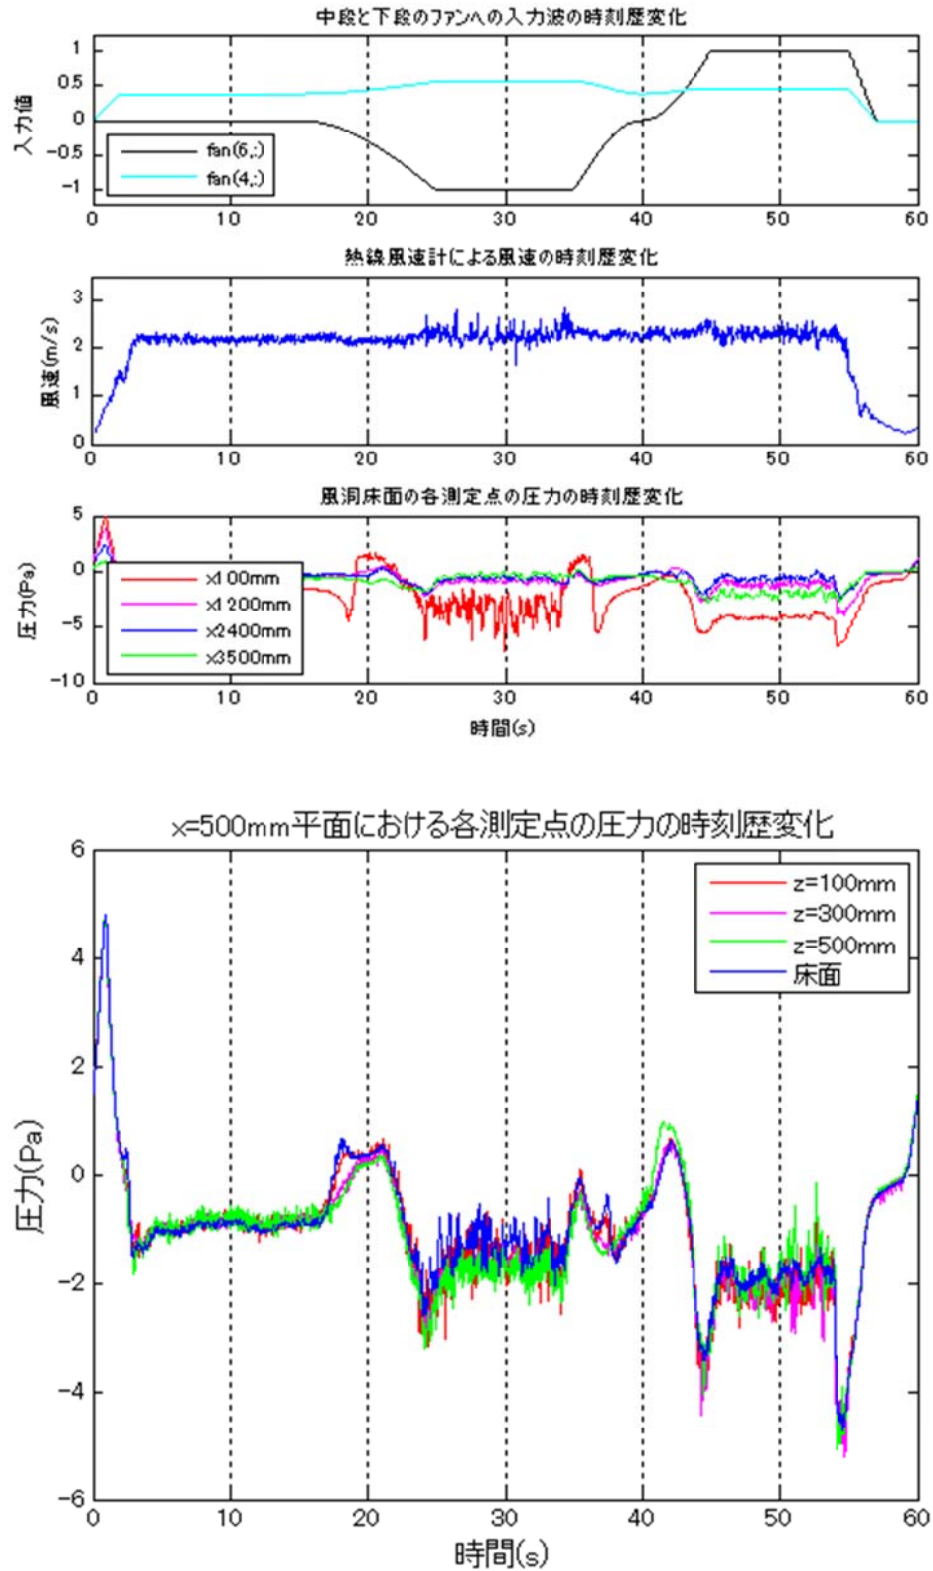 中段と下段のファンへの入力波の時刻歴変化
入力値
1
0.5
0
-0.5
-1
fan(6,:)
fan(4,:)
0 10 20 30 40 50 60
熱線風速計による風速の時刻歴変化
風速(m/s)
3
2
1
0
0 10 20 30 40 50 60
風洞床面の各測定点の圧力の時刻歴変化
圧力(Pa)
5
0
-5
-10
x100mm
x1200mm
x2400mm
x3500mm
0 10 20 30 40 50 60
時間(s)
x=500mm平面における各測定点の圧力の時刻歴変化
圧力(Pa)
6
4
2
0
-2
-4
-6
z=100mm
z=300mm
z=500mm
床面
0 10 20 30 40 50 60
時間(s)